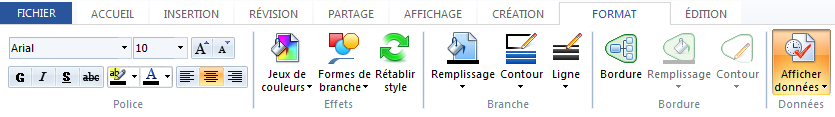 FICHIER ACCUEIL INSERTION RÉVISION PARTAGE AFFICHAGE CRÉATION FORMAT ÉDITION
Arial 10 A A
G I S abc ab A
Jeux de couleurs
Formes de branche
Rétablir style
Remplissage
Contour
Ligne
Bordure
Remplissage
Contour
Afficher données
Police Effets Branche Bordure Données